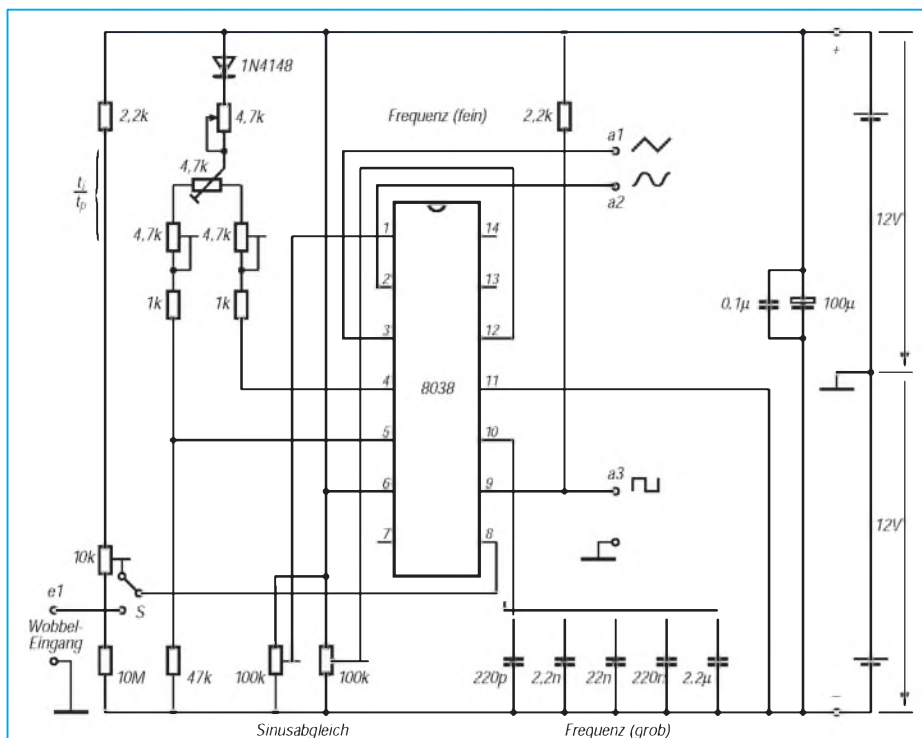 1N4148
2,2k
4,7k
Frequenz (fein)
2,2k
a1
+
4,7k
a2
ti
tp
12V
4,7k
4,7k
1
14
1k
1k
2
13
0.1µ
100µ
3
12
4
8038
11
5
10
6
9
a3
7
8
12V
10k
e1
S
Wobbel-
Eingang
10M
47k
100k
100k
220p
2,2n
22n
220n
2.2µ
−
Sinusabgleich
Frequenz (grob)